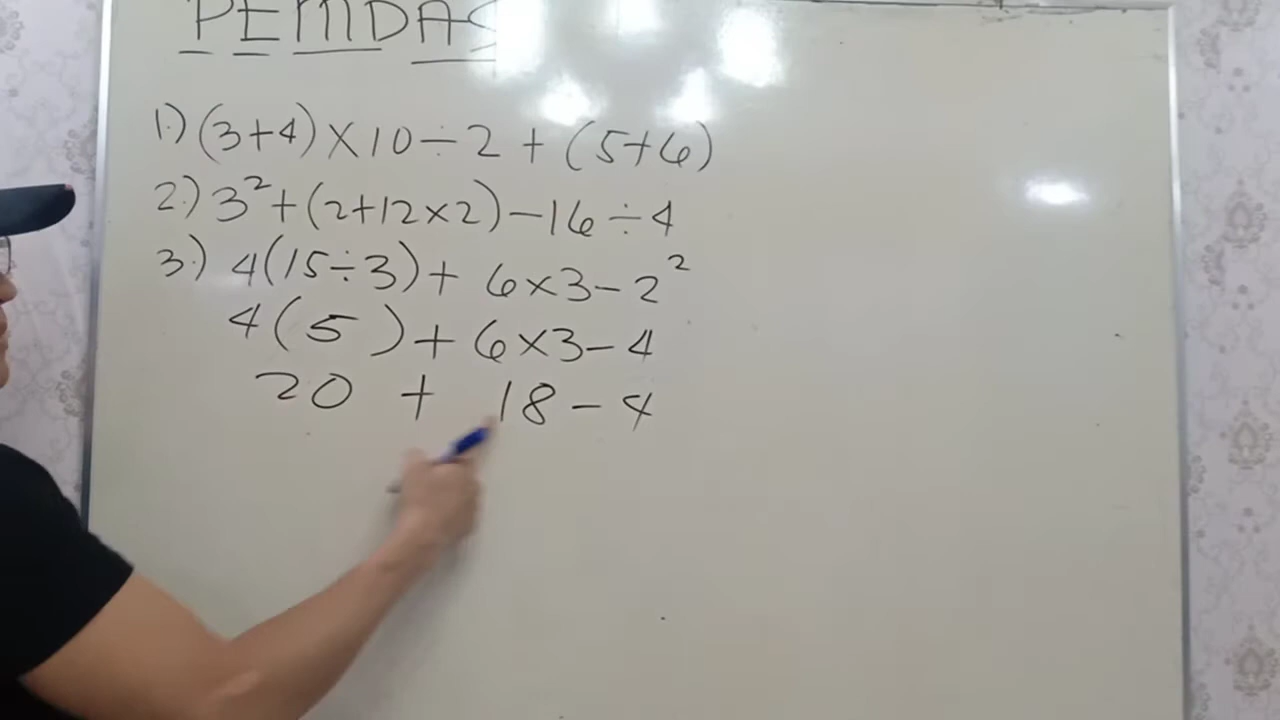 PEMDAS
1.) (3+4) × 10 ÷ 2 + (5+6)
2.) 3² + (2+12×2) − 16 ÷ 4
3.) 4(15÷3) + 6×3−2²
4(5) + 6×3−4
20 + 18 − 4